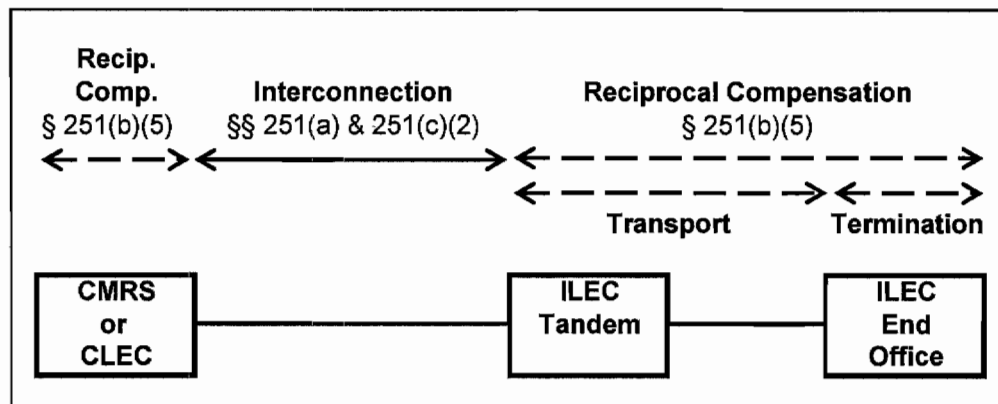 Recip.
Comp.
§ 251(b)(5)
Interconnection
§§ 251(a) & 251(c)(2)
Reciprocal Compensation
§ 251(b)(5)
Transport
Termination
CMRS
or
CLEC
ILEC
Tandem
ILEC
End
Office